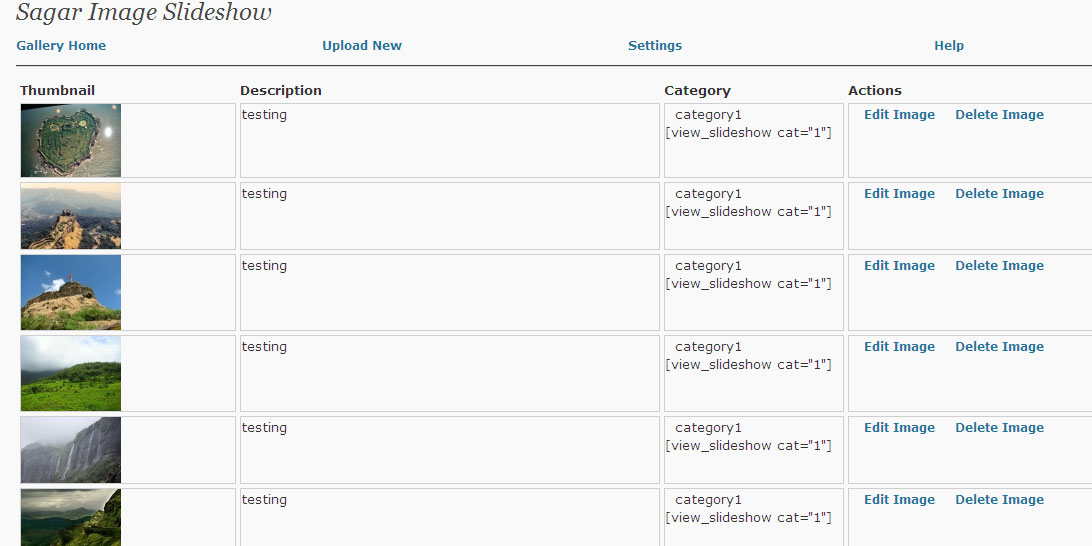 Sagar Image Slideshow
Gallery Home Upload New Settings Help
Thumbnail Description Category Actions
testing category1 Edit Image Delete Image
[view_slideshow cat="1"]
testing category1 Edit Image Delete Image
[view_slideshow cat="1"]
testing category1 Edit Image Delete Image
[view_slideshow cat="1"]
testing category1 Edit Image Delete Image
[view_slideshow cat="1"]
testing category1 Edit Image Delete Image
[view_slideshow cat="1"]
testing category1 Edit Image Delete Image
[view_slideshow cat="1"]